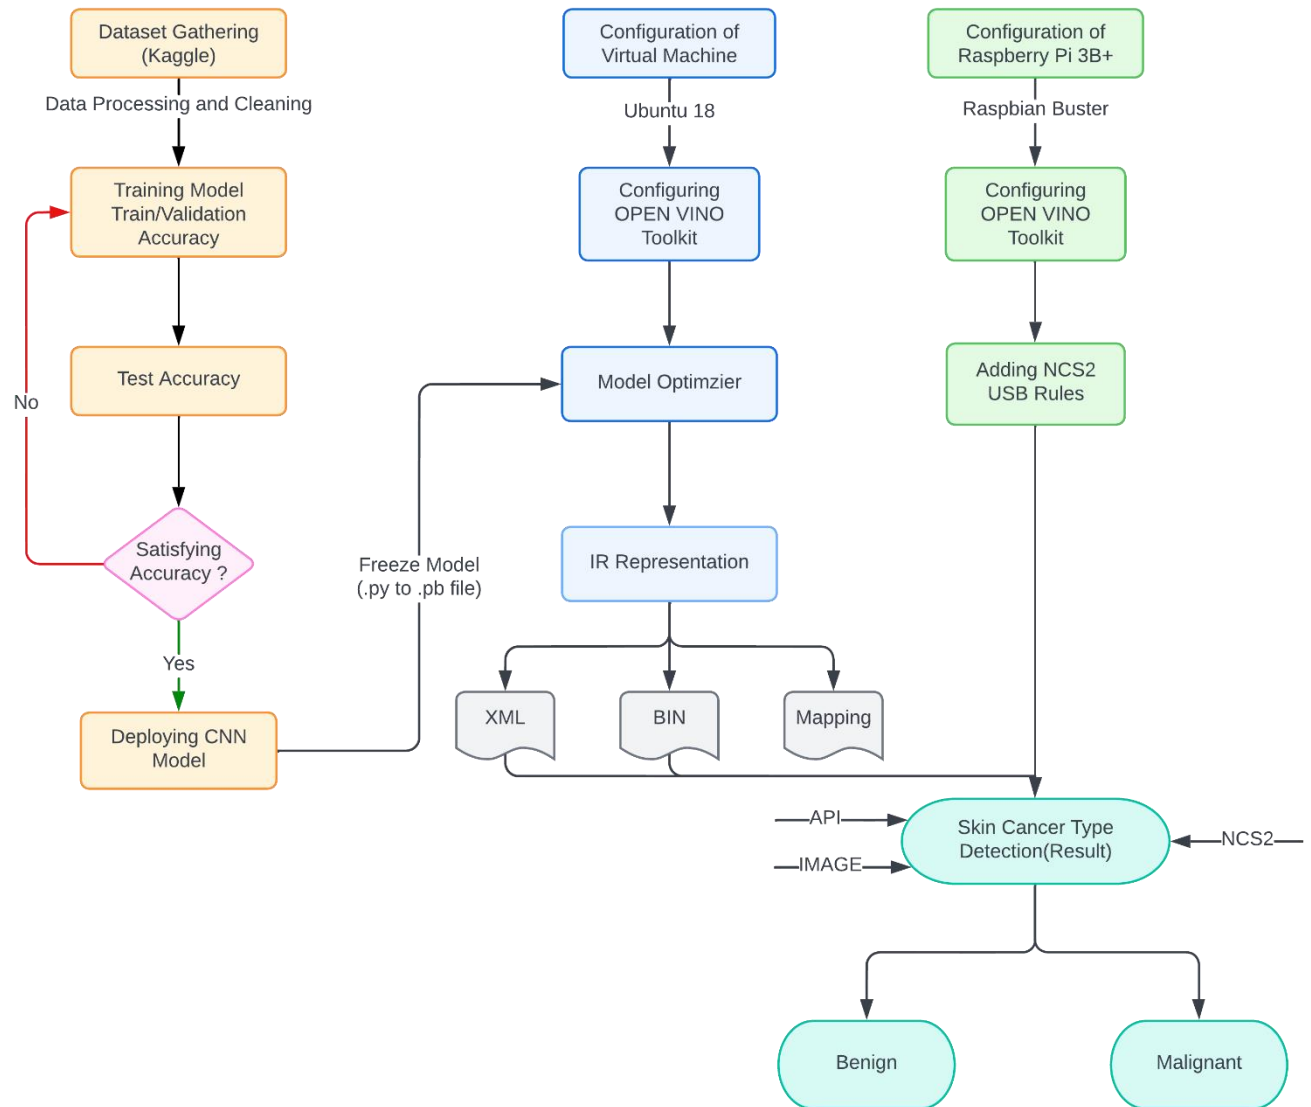 Dataset Gathering
(Kaggle)
Data Processing and Cleaning
Training Model
Train/Validation
Accuracy
Test Accuracy
No
Satisfying
Accuracy ?
Yes
Deploying CNN
Model
Freeze Model
(.py to .pb file)
Configuration of
Virtual Machine
Ubuntu 18
Configuring
OPEN VINO
Toolkit
Model Optimzier
IR Representation
XML
BIN
Mapping
Configuration of
Raspberry Pi 3B+
Raspbian Buster
Configuring
OPEN VINO
Toolkit
Adding NCS2
USB Rules
API
IMAGE
Skin Cancer Type
Detection(Result)
NCS2
Benign
Malignant